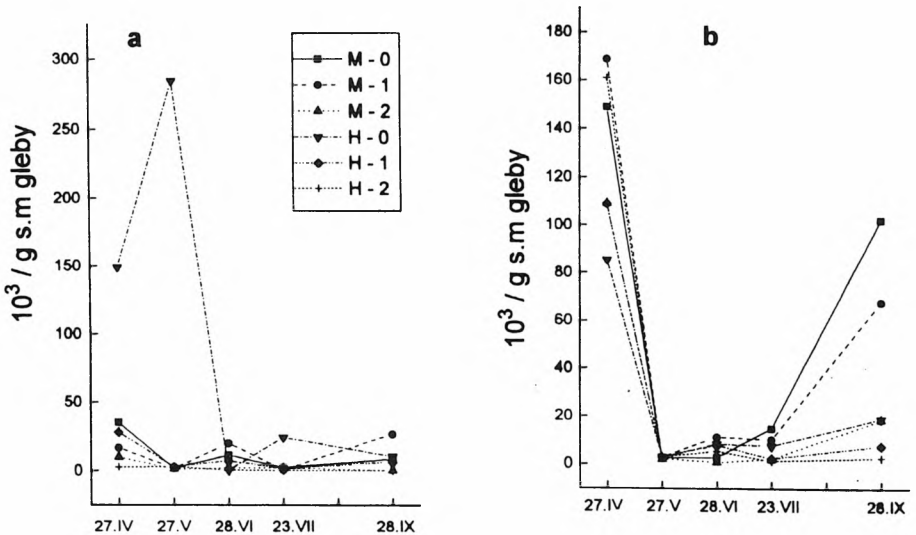 a
10³ / g s.m gleby
300
250
200
150
100
50
0
27.IV 27.V 28.VI 23.VII 28.IX
M - 0
M - 1
M - 2
H - 0
H - 1
H - 2
b
10³ / g s.m gleby
180
160
140
120
100
80
60
40
20
0
27.IV 27.V 28.VI 23.VII 28.IX